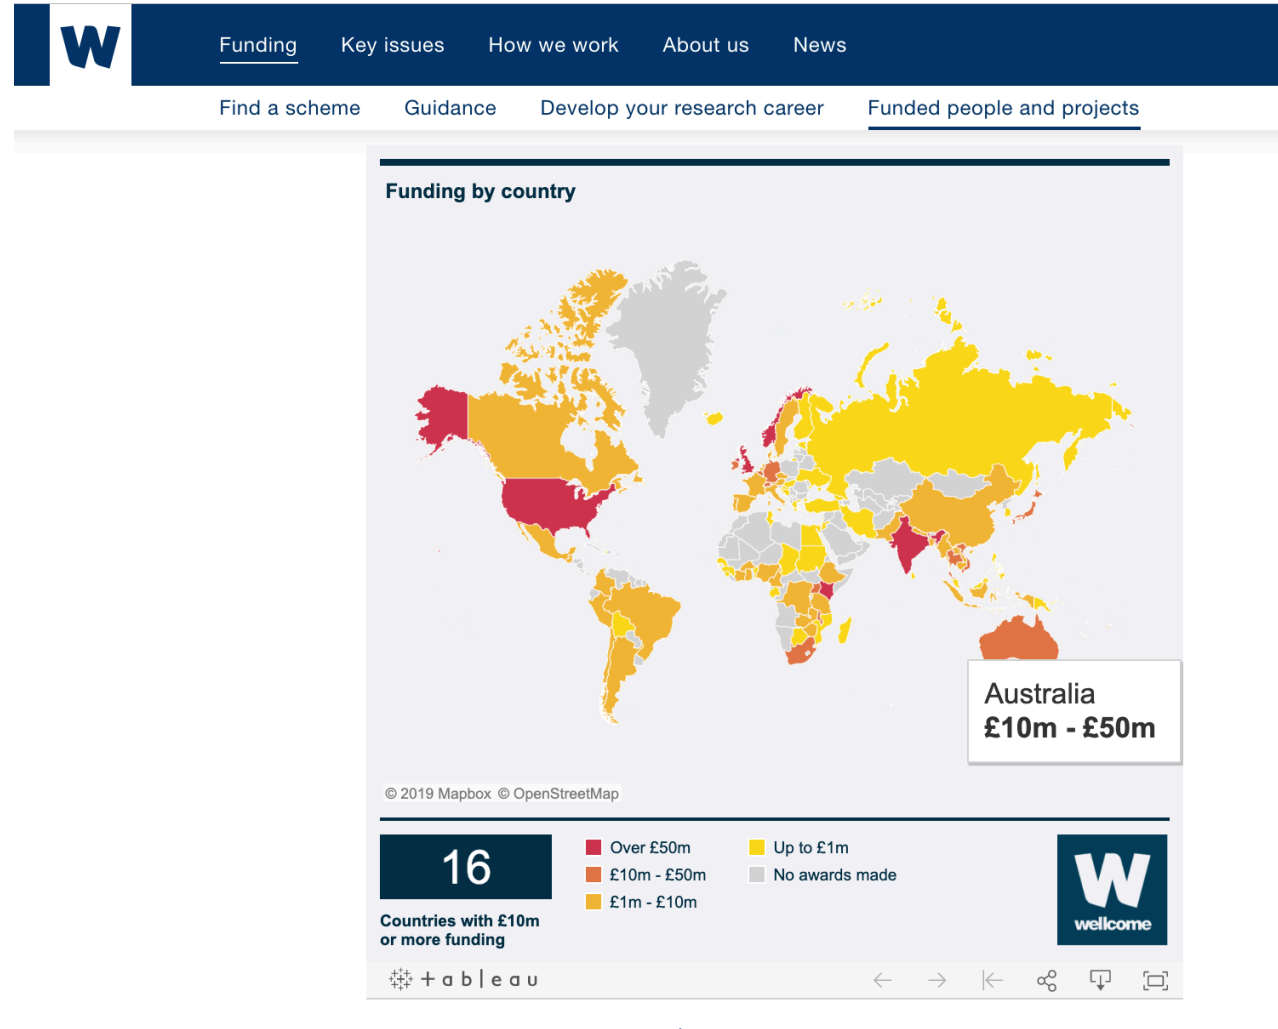 W
Funding Key issues How we work About us News
Find a scheme Guidance Develop your research career Funded people and projects
Funding by country
Australia
£10m - £50m
© 2019 Mapbox © OpenStreetMap
16
Countries with £10m
or more funding
Over £50m
£10m - £50m
£1m - £10m
Up to £1m
No awards made
W
wellcome
+ableau